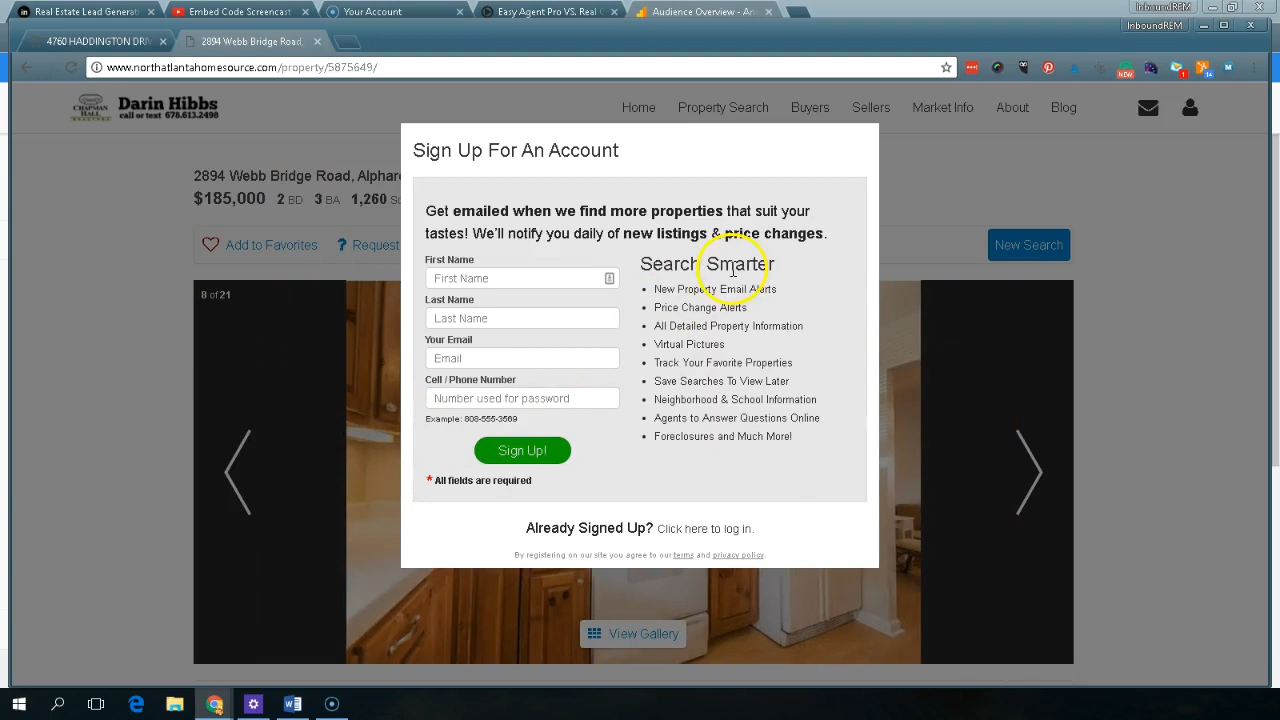 Real Estate Lead Generati
Embed Code Screencast
Your Account
Easy Agent Pro VS. Real
Audience Overview - An
InboundREM
4760 HADDINGTON DRIV
2894 Webb Bridge Road,
InboundREM
www.northatlantahomesource.com/property/5875649/
CHAPMAN HALL
Darin Hibbs
call or text 678.613.2498
Home
Property Search
Buyers
Sellers
Market Info
About
Blog
2894 Webb Bridge Road, Alphare
$185,000 2 BD 3 BA 1,260 S
Add to Favorites
? Request
New Search
8 of 21
Sign Up For An Account
Get emailed when we find more properties that suit your
tastes! We'll notify you daily of new listings & price changes.
First Name
First Name
Last Name
Last Name
Your Email
Email
Cell / Phone Number
Number used for password
Example: 808-555-3569
Sign Up!
* All fields are required
Search Smarter
• New Property Email Alerts
• Price Change Alerts
• All Detailed Property Information
• Virtual Pictures
• Track Your Favorite Properties
• Save Searches To View Later
• Neighborhood & School Information
• Agents to Answer Questions Online
• Foreclosures and Much More!
Already Signed Up? Click here to log in.
By registering on our site you agree to our terms and privacy policy.
View Gallery